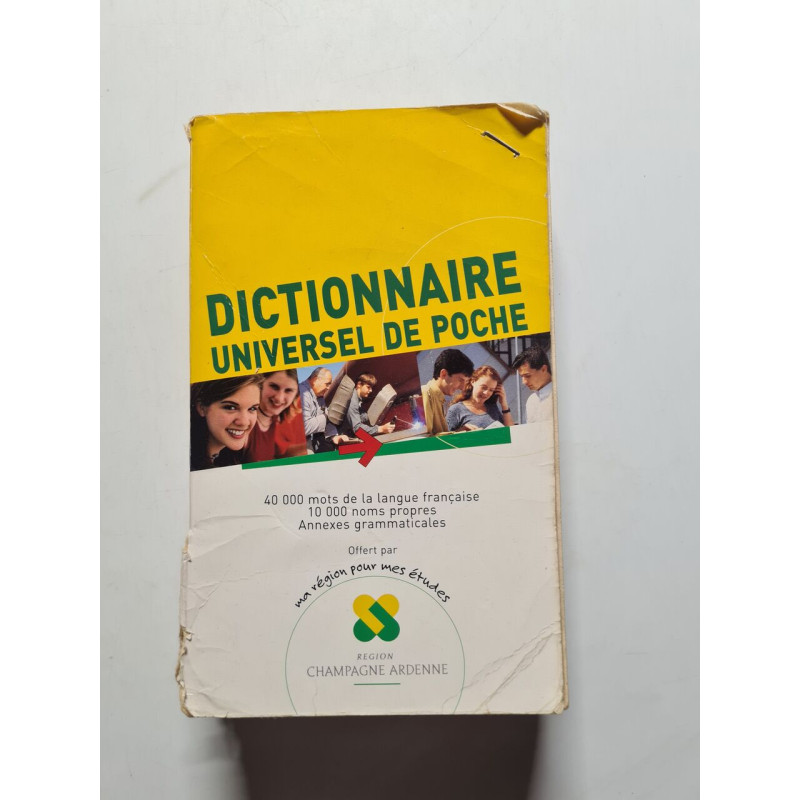 DICTIONNAIRE
UNIVERSEL DE POCHE
40 000 mots de la langue française
10 000 noms propres
Annexes grammaticales
Offert par
ma région pour mes études
REGION
CHAMPAGNE ARDENNE